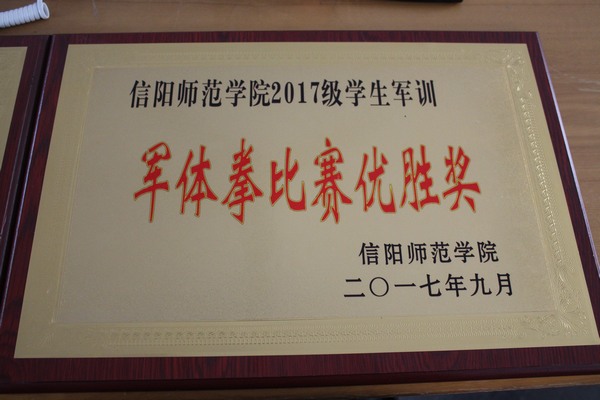 信阳师范学院2017级学生军训
军体拳比赛优胜奖
信阳师范学院
二〇一七年九月